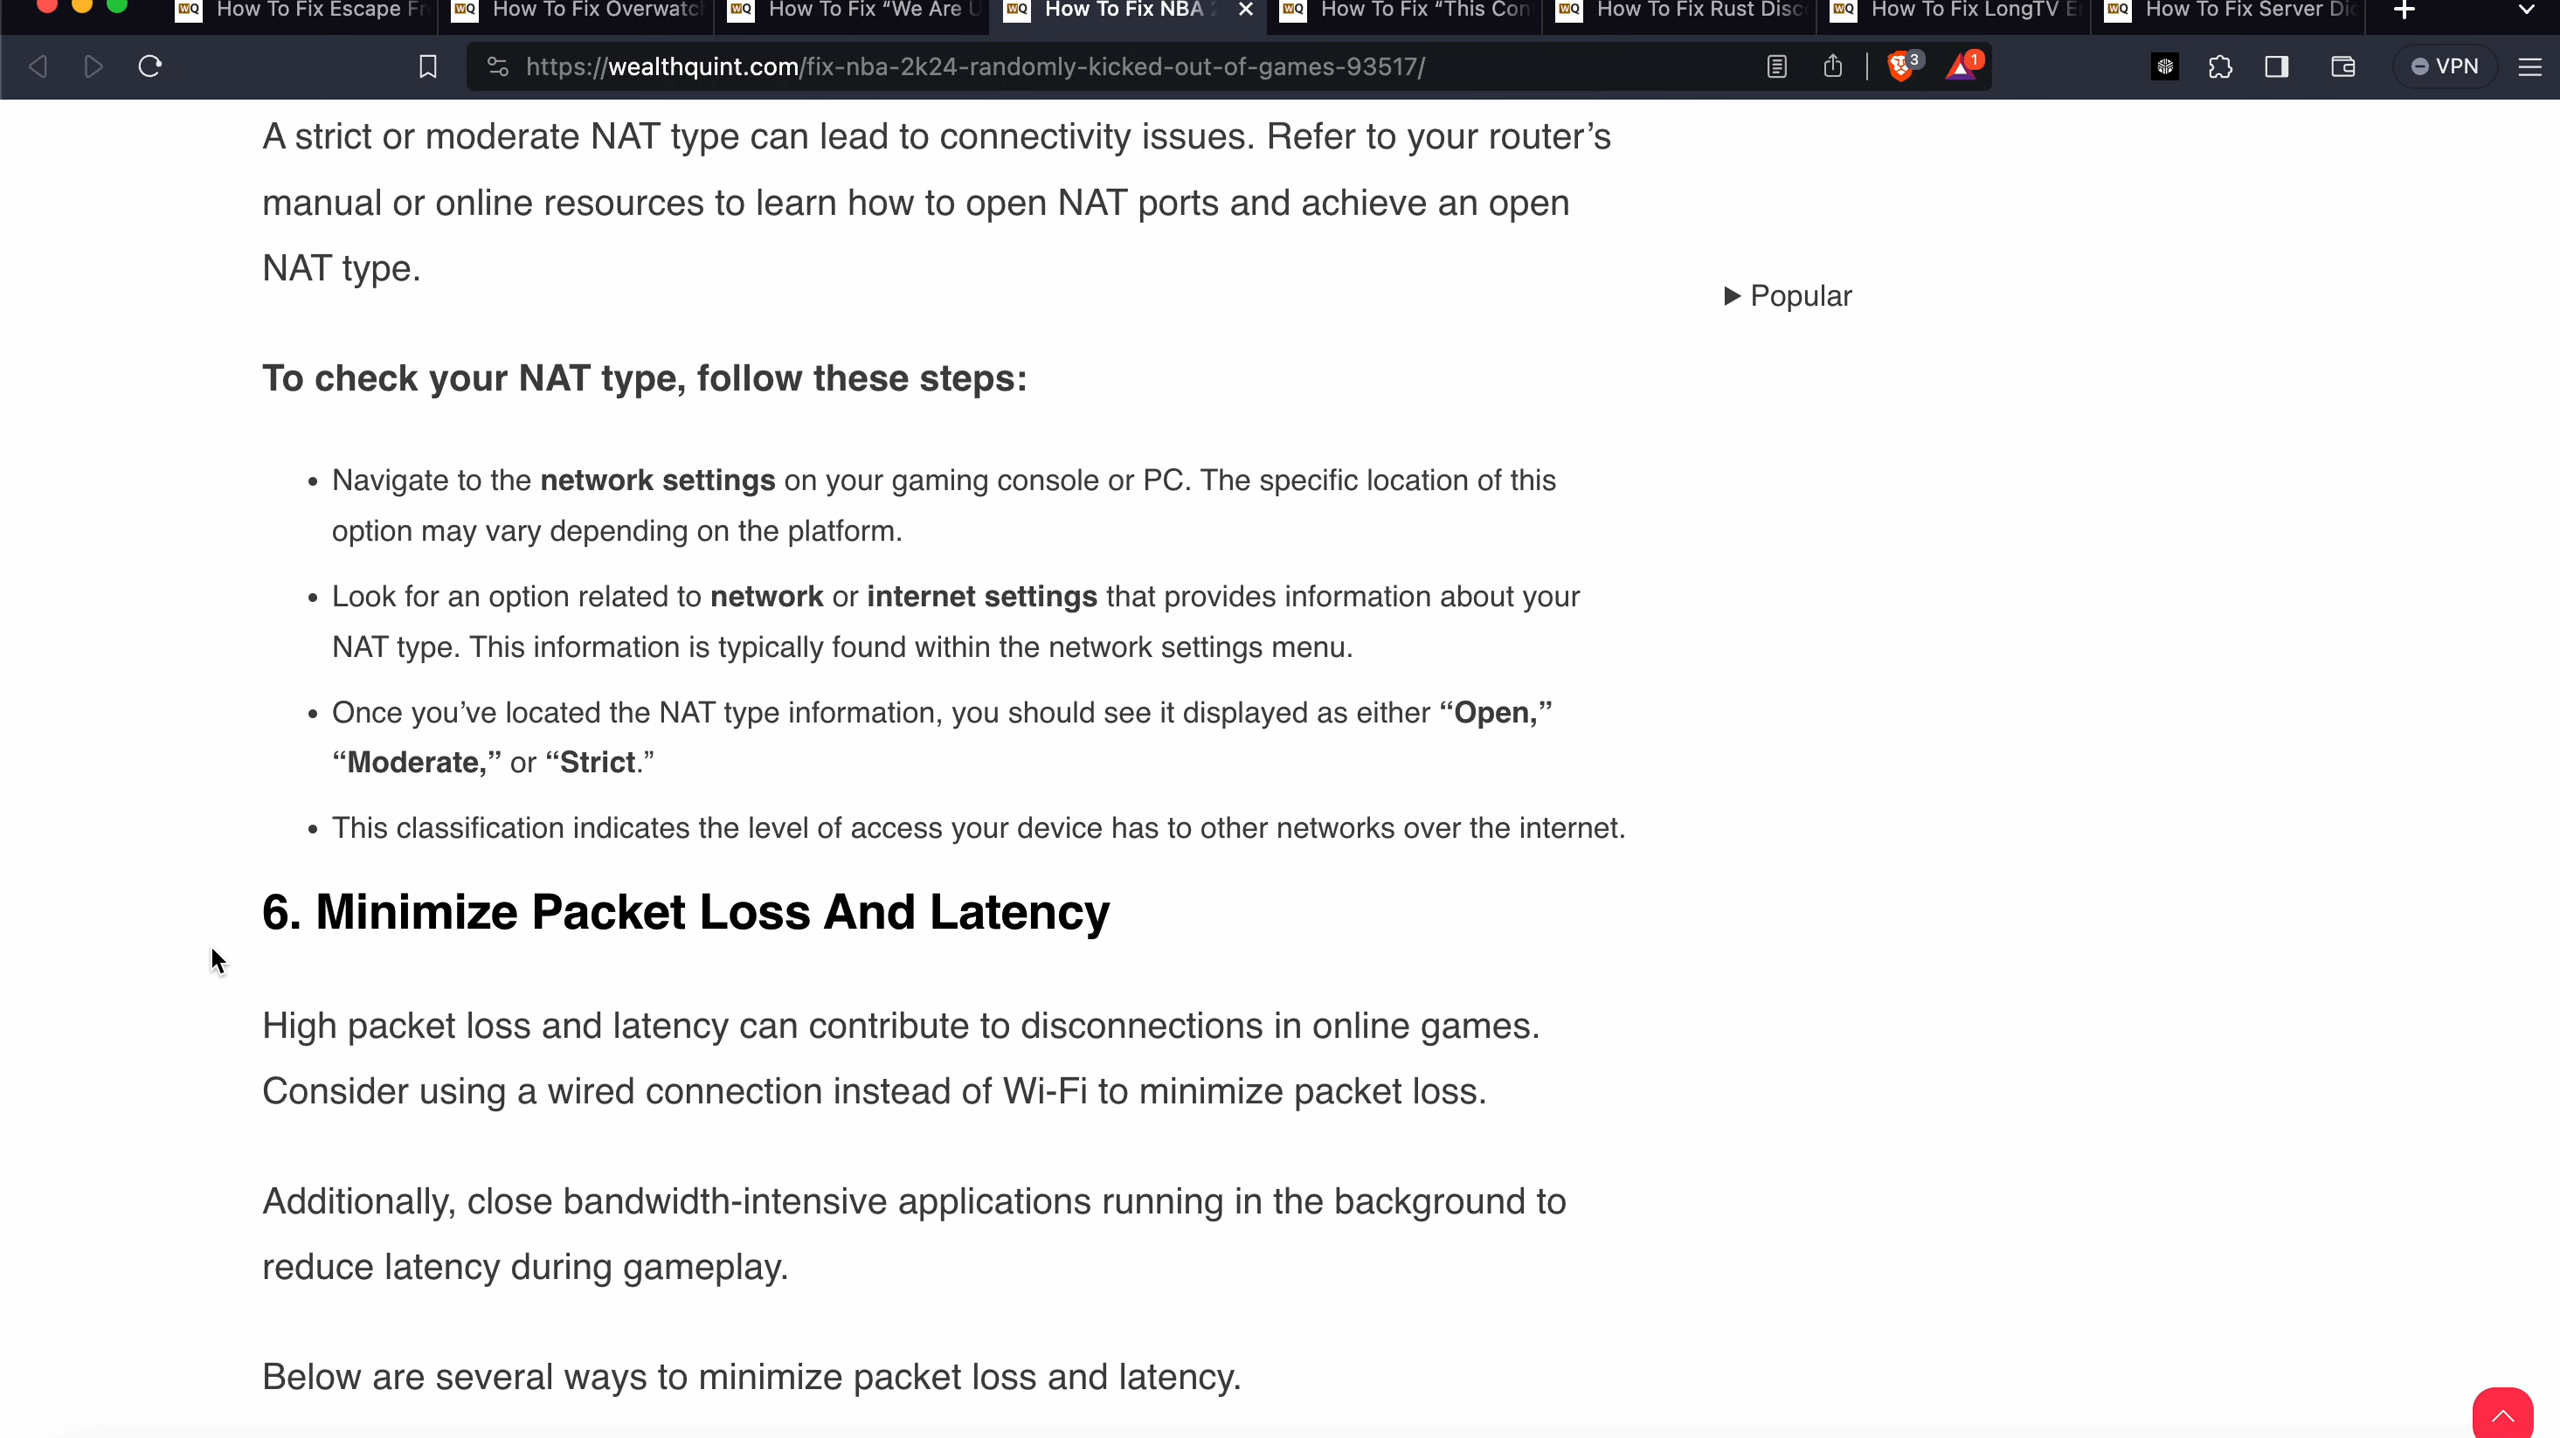 WQ How To Fix Escape Fr WQ How To Fix Overwatch WQ How To Fix “We Are U WQ How To Fix NBA 2 WQ How To Fix “This Con WQ How To Fix Rust Disc WQ How To Fix LongTV E WQ How To Fix Server Di
https://wealthquint.com/fix-nba-2k24-randomly-kicked-out-of-games-93517/ 3 1 VPN
A strict or moderate NAT type can lead to connectivity issues. Refer to your router’s
manual or online resources to learn how to open NAT ports and achieve an open
NAT type.
Popular
To check your NAT type, follow these steps:
• Navigate to the network settings on your gaming console or PC. The specific location of this
option may vary depending on the platform.
• Look for an option related to network or internet settings that provides information about your
NAT type. This information is typically found within the network settings menu.
• Once you’ve located the NAT type information, you should see it displayed as either “Open,”
“Moderate,” or “Strict.”
• This classification indicates the level of access your device has to other networks over the internet.
6. Minimize Packet Loss And Latency
High packet loss and latency can contribute to disconnections in online games.
Consider using a wired connection instead of Wi-Fi to minimize packet loss.
Additionally, close bandwidth-intensive applications running in the background to
reduce latency during gameplay.
Below are several ways to minimize packet loss and latency.